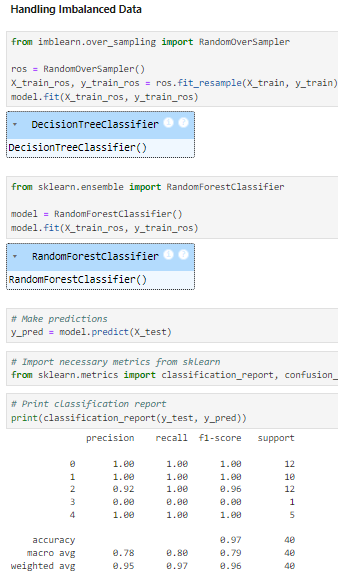 Handling Imbalanced Data
from imblearn.over_sampling import RandomOverSampler
ros = RandomOverSampler()
X_train_ros, y_train_ros = ros.fit_resample(X_train, y_train)
model.fit(X_train_ros, y_train_ros)
DecisionTreeClassifier i ?
DecisionTreeClassifier()
from sklearn.ensemble import RandomForestClassifier
model = RandomForestClassifier()
model.fit(X_train_ros, y_train_ros)
RandomForestClassifier i ?
RandomForestClassifier()
# Make predictions
y_pred = model.predict(X_test)
# Import necessary metrics from sklearn
from sklearn.metrics import classification_report, confusion_
# Print classification report
print(classification_report(y_test, y_pred))
precision recall f1-score support
0 1.00 1.00 1.00 12
1 1.00 1.00 1.00 10
2 0.92 1.00 0.96 12
3 0.00 0.00 0.00 1
4 1.00 1.00 1.00 5
accuracy 0.97 40
macro avg 0.78 0.80 0.79 40
weighted avg 0.95 0.97 0.96 40